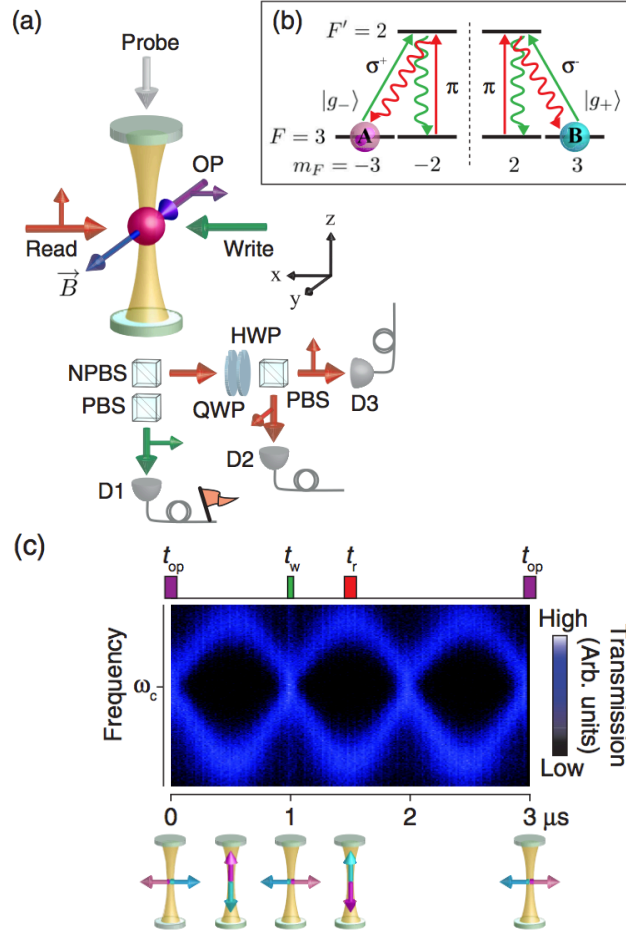 (a)
Probe
OP
Read
Write
B
z
x
y
HWP
NPBS
PBS
QWP
PBS
D3
D2
D1
(b)
F' = 2
σ+
π
π
σ-
|g₋⟩
|g₊⟩
F = 3
A
B
m_F = −3
−2
2
3
(c)
t_op
t_w
t_r
t_op
Frequency
ω_c
High
Low
Transmission
(Arb. units)
0
1
2
3 μs